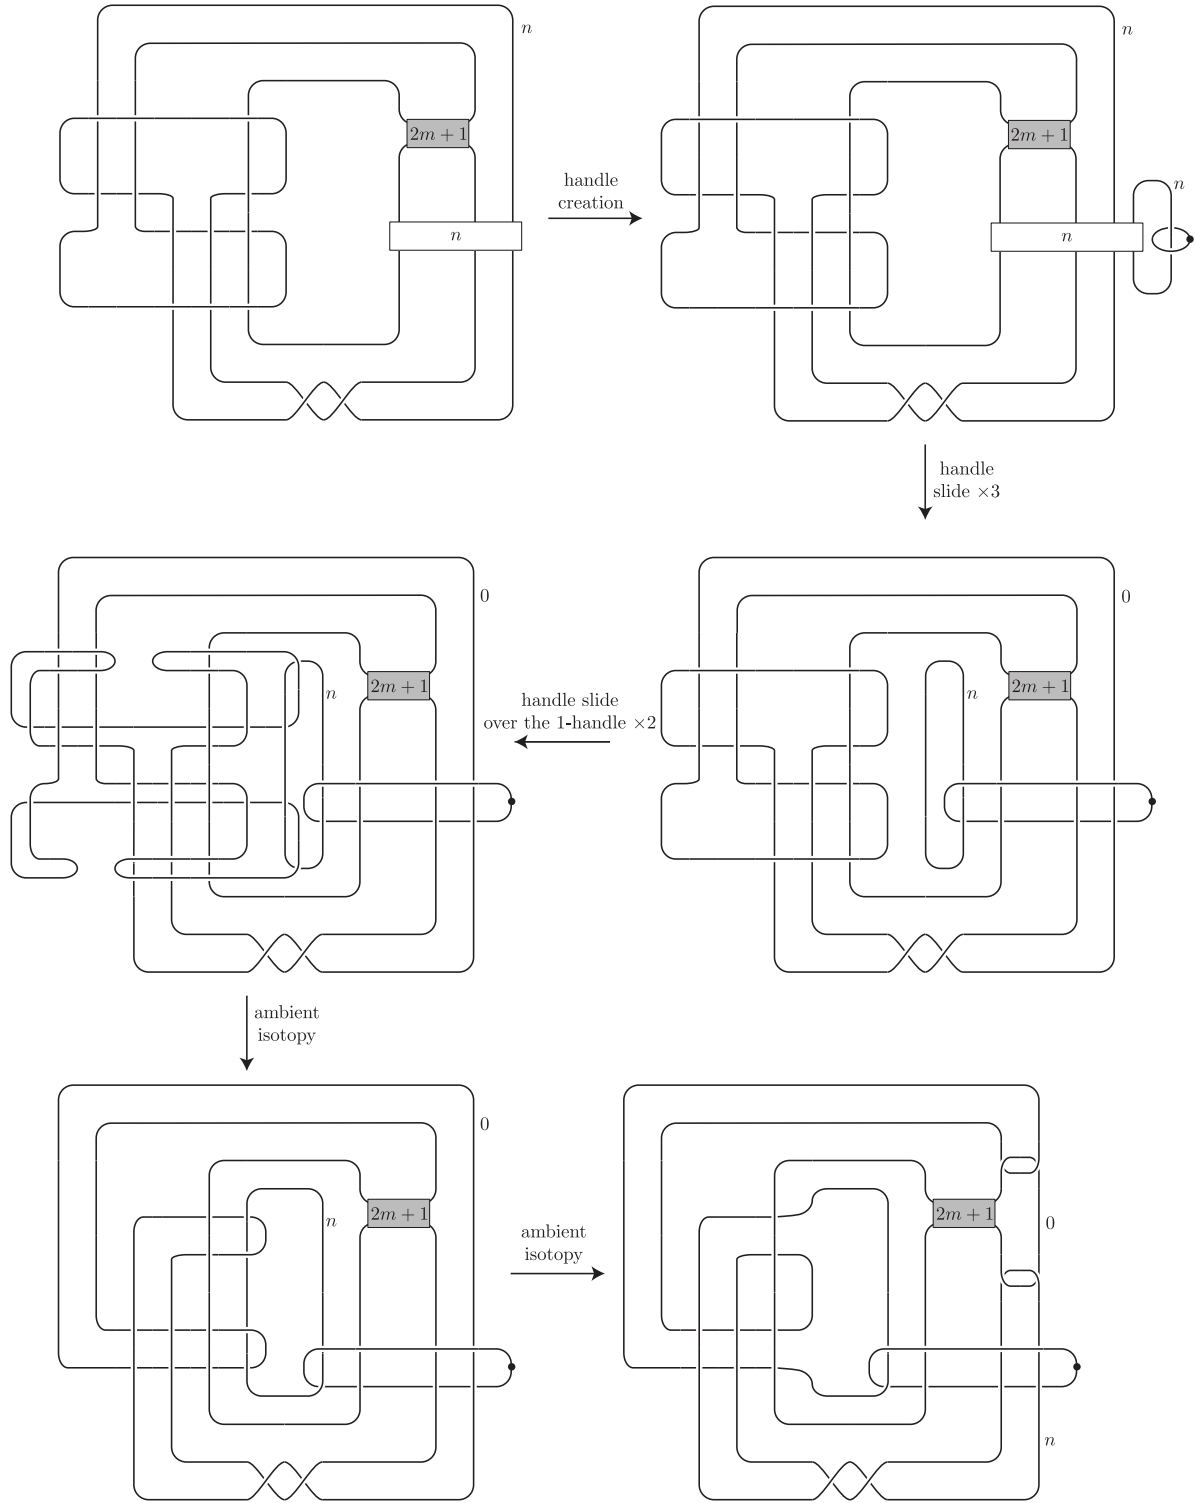 n
2m + 1
n
handle
creation
n
2m + 1
n
n
handle
slide ×3
0
2m + 1
n
handle slide
over the 1-handle ×2
0
n
2m + 1
ambient
isotopy
0
2m + 1
n
ambient
isotopy
2m + 1
0
n